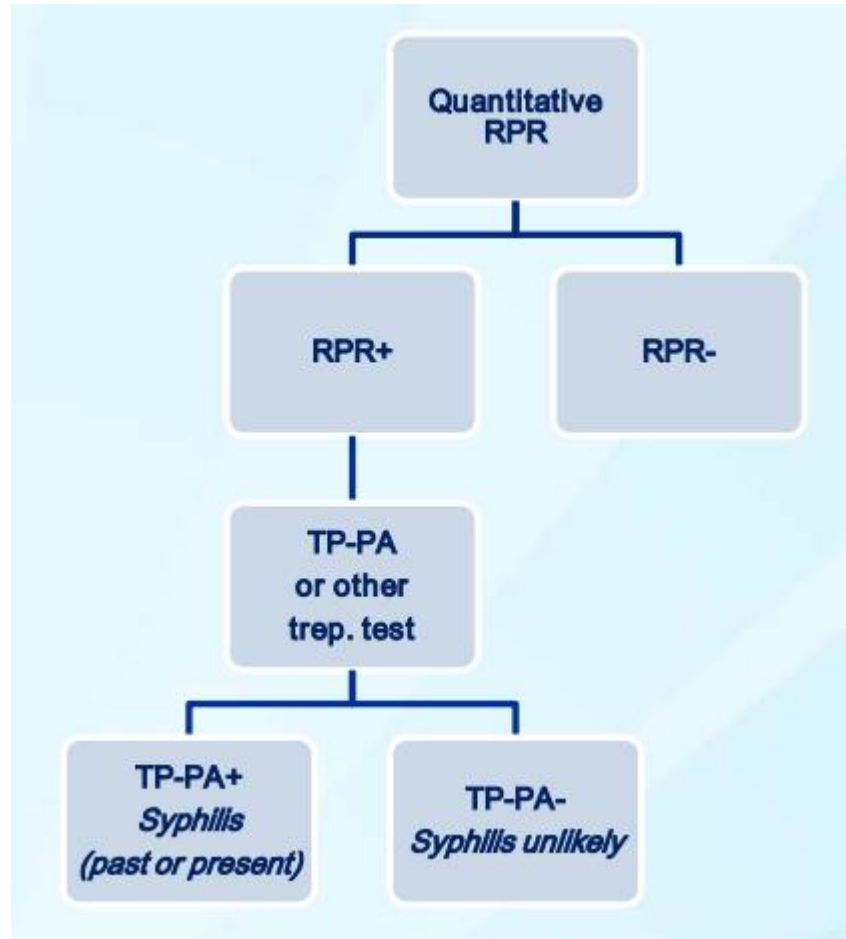 Quantitative
RPR
RPR+
RPR-
TP-PA
or other
trep. test
TP-PA+
Syphilis
(past or present)
TP-PA-
Syphilis unlikely